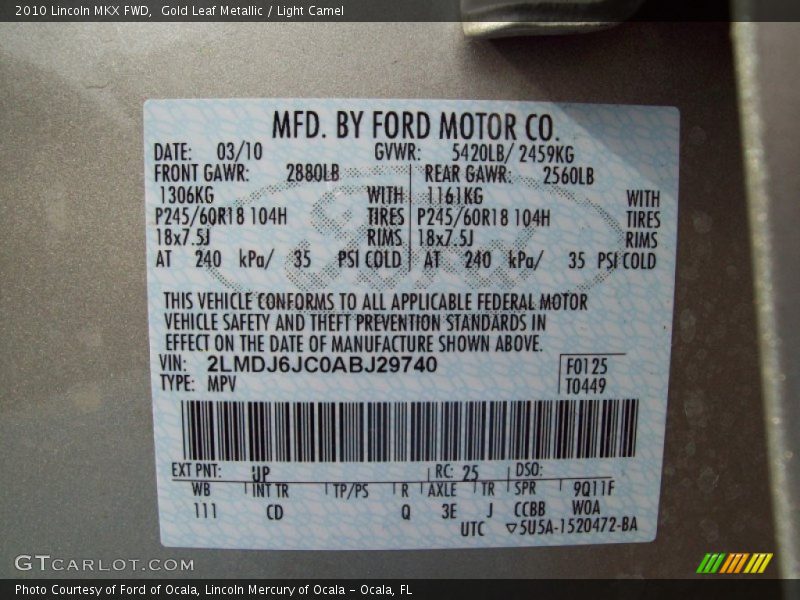 2010 Lincoln MKX FWD,  Gold Leaf Metallic / Light Camel
MFD. BY FORD MOTOR CO.
DATE: 03/10 GVWR: 5420LB/ 2459KG
FRONT GAWR: 2880LB REAR GAWR: 2560LB
1306KG WITH 1161KG WITH
P245/60R18 104H TIRES P245/60R18 104H TIRES
18x7.5J RIMS 18x7.5J RIMS
AT 240 kPa/ 35 PSI COLD AT 240 kPa/ 35 PSI COLD
THIS VEHICLE CONFORMS TO ALL APPLICABLE FEDERAL MOTOR
VEHICLE SAFETY AND THEFT PREVENTION STANDARDS IN
EFFECT ON THE DATE OF MANUFACTURE SHOWN ABOVE.
VIN: 2LMDJ6JC0ABJ29740 F0125
TYPE: MPV T0449
EXT PNT: UP RC: 25 DSO:
WB INT TR TP/PS R AXLE TR SPR 9Q11F
111 CD Q 3E J CCBB WOA
UTC ▽5U5A-1520472-BA
GTCARLOT.COM
Photo Courtesy of Ford of Ocala, Lincoln Mercury of Ocala – Ocala, FL